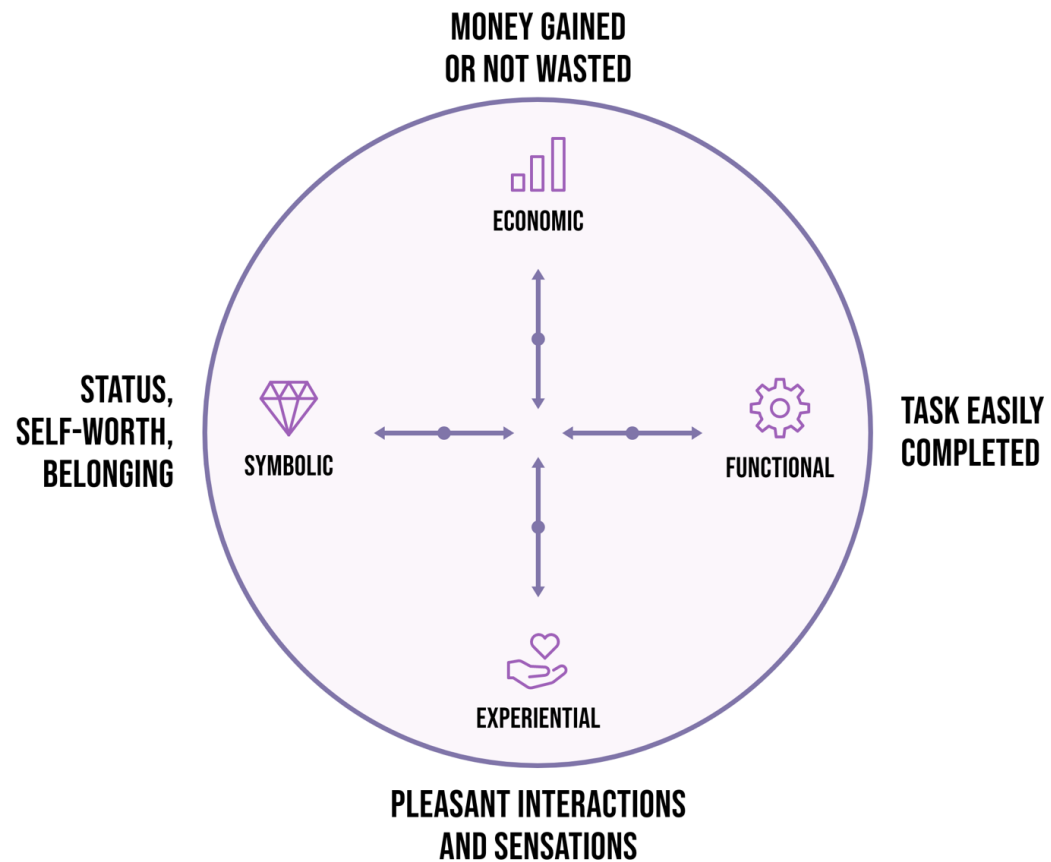 MONEY GAINED
OR NOT WASTED
ECONOMIC
STATUS,
SELF-WORTH,
BELONGING
SYMBOLIC
FUNCTIONAL
TASK EASILY
COMPLETED
EXPERIENTIAL
PLEASANT INTERACTIONS
AND SENSATIONS